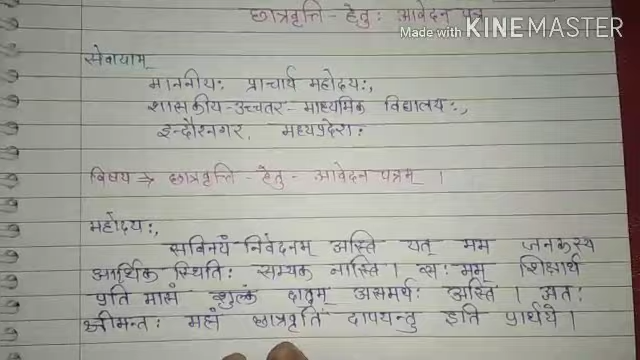 छात्रवृत्ति - हेतु: आवेदन पत्र
Made with KINEMASTER
सेवायाम्
माननीय: प्राचार्य महोदय:,
शासकीय - उच्चतर - माध्यमिक विद्यालय:,
इन्दौरनगर, मध्यप्रदेश:
विषय → छात्रवृत्ति - हेतु - आवेदन पत्रम् ।
महोदय:,
सविनयं निवेदनम् अस्ति यत् मम जनकस्य
आर्थिक स्थिति: सम्यक नास्ति । स: मम् शिक्षार्थ
प्रति मासं शुल्कं दातुम् असमर्थ: अस्ति । अत:
श्रीमन्त: मह्यं छात्रवृत्तिं दापयन्तु इति प्रार्थये ।